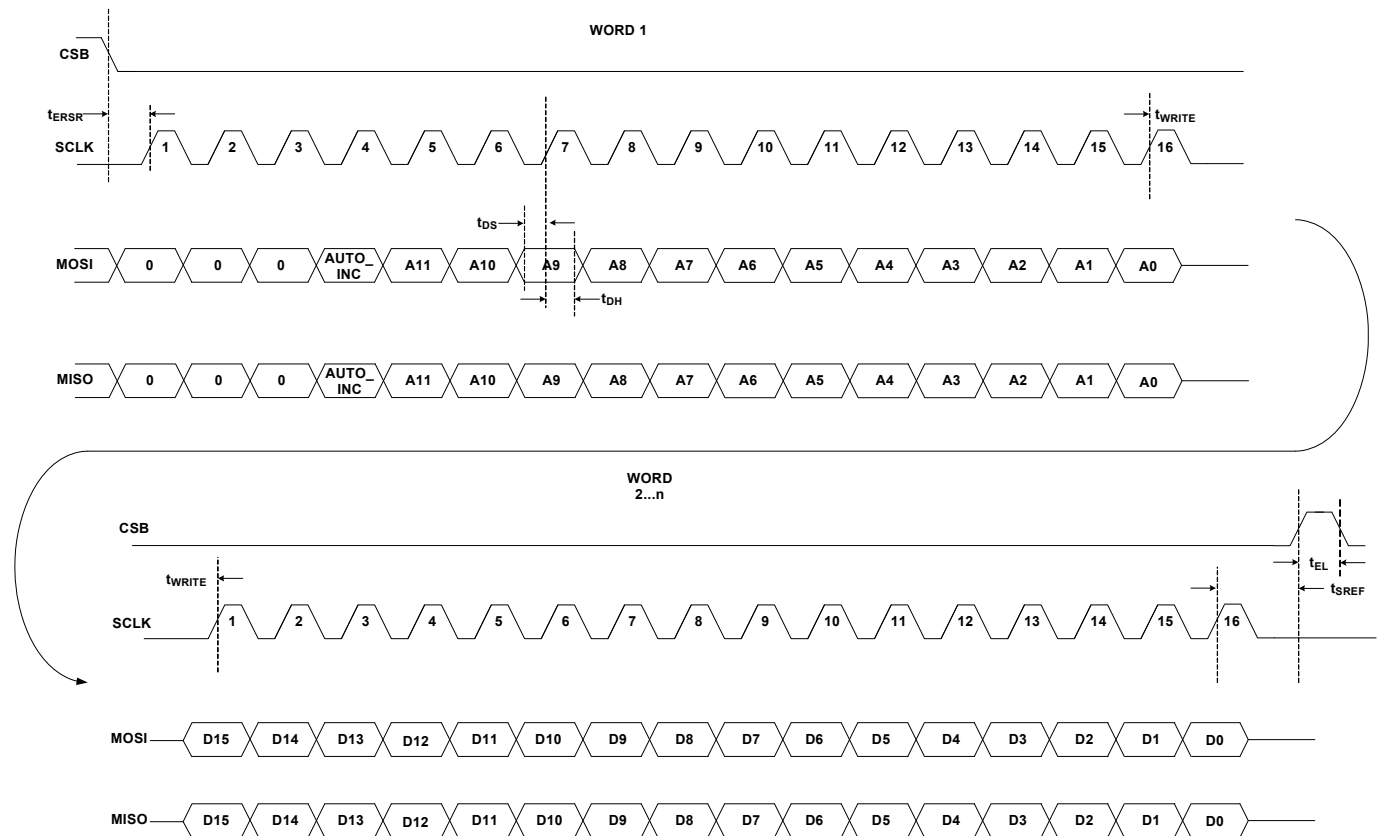 WORD 1
CSB
tERSR
tWRITE
SCLK 1 2 3 4 5 6 7 8 9 10 11 12 13 14 15 16
tDS
MOSI 0 0 0 AUTO_ A11 A10 A9 A8 A7 A6 A5 A4 A3 A2 A1 A0
INC
tDH
MISO 0 0 0 AUTO_ A11 A10 A9 A8 A7 A6 A5 A4 A3 A2 A1 A0
INC
WORD
2...n
CSB
tEL
tWRITE
tSREF
SCLK 1 2 3 4 5 6 7 8 9 10 11 12 13 14 15 16
MOSI D15 D14 D13 D12 D11 D10 D9 D8 D7 D6 D5 D4 D3 D2 D1 D0
MISO D15 D14 D13 D12 D11 D10 D9 D8 D7 D6 D5 D4 D3 D2 D1 D0